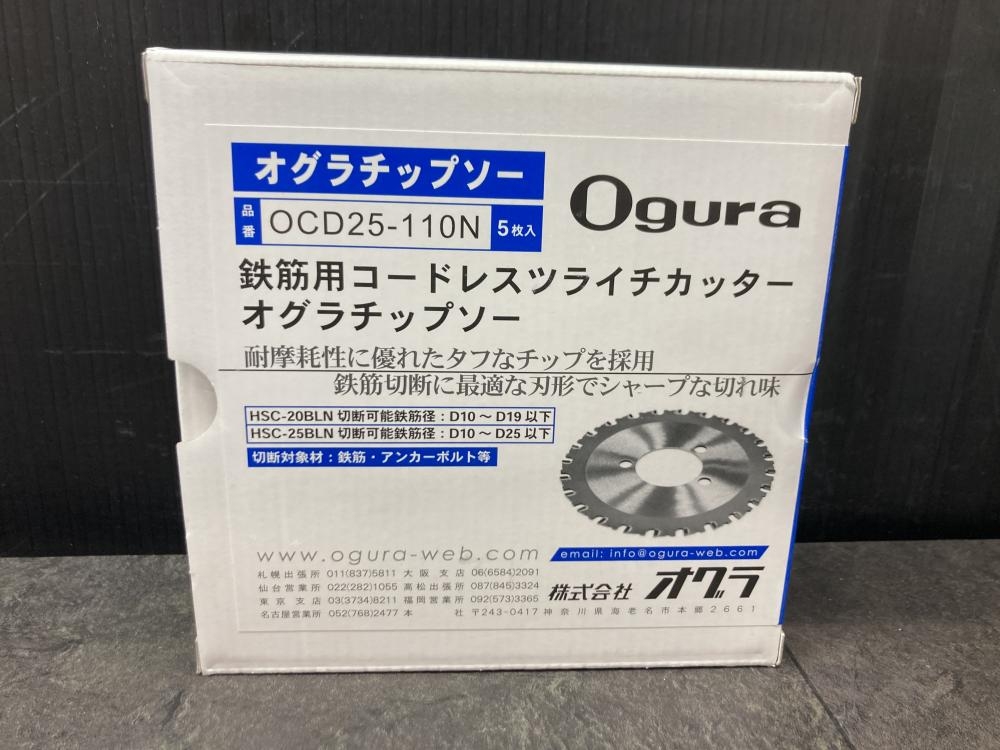 オグラチップソー
Ogura
品番 OCD25-110N 5枚入
鉄筋用コードレスツライチカッター
オグラチップソー
耐摩耗性に優れたタフなチップを採用
鉄筋切断に最適な刃形でシャープな切れ味
HSC-20BLN 切断可能鉄筋径：D10～D19以下
HSC-25BLN 切断可能鉄筋径：D10～D25以下
切断対象材：鉄筋・アンカーボルト等
www.ogura-web.com
email: info@ogura-web.com
札幌出張所 011(837)5811 大阪支店 06(6584)2091
仙台営業所 022(282)1055 高松出張所 087(845)3324
東京支店 03(3734)8211 福岡営業所 092(573)3365
株式会社 オグラ
名古屋営業所 052(768)2477 本社 〒243-0417 神奈川県海老名市本郷2661